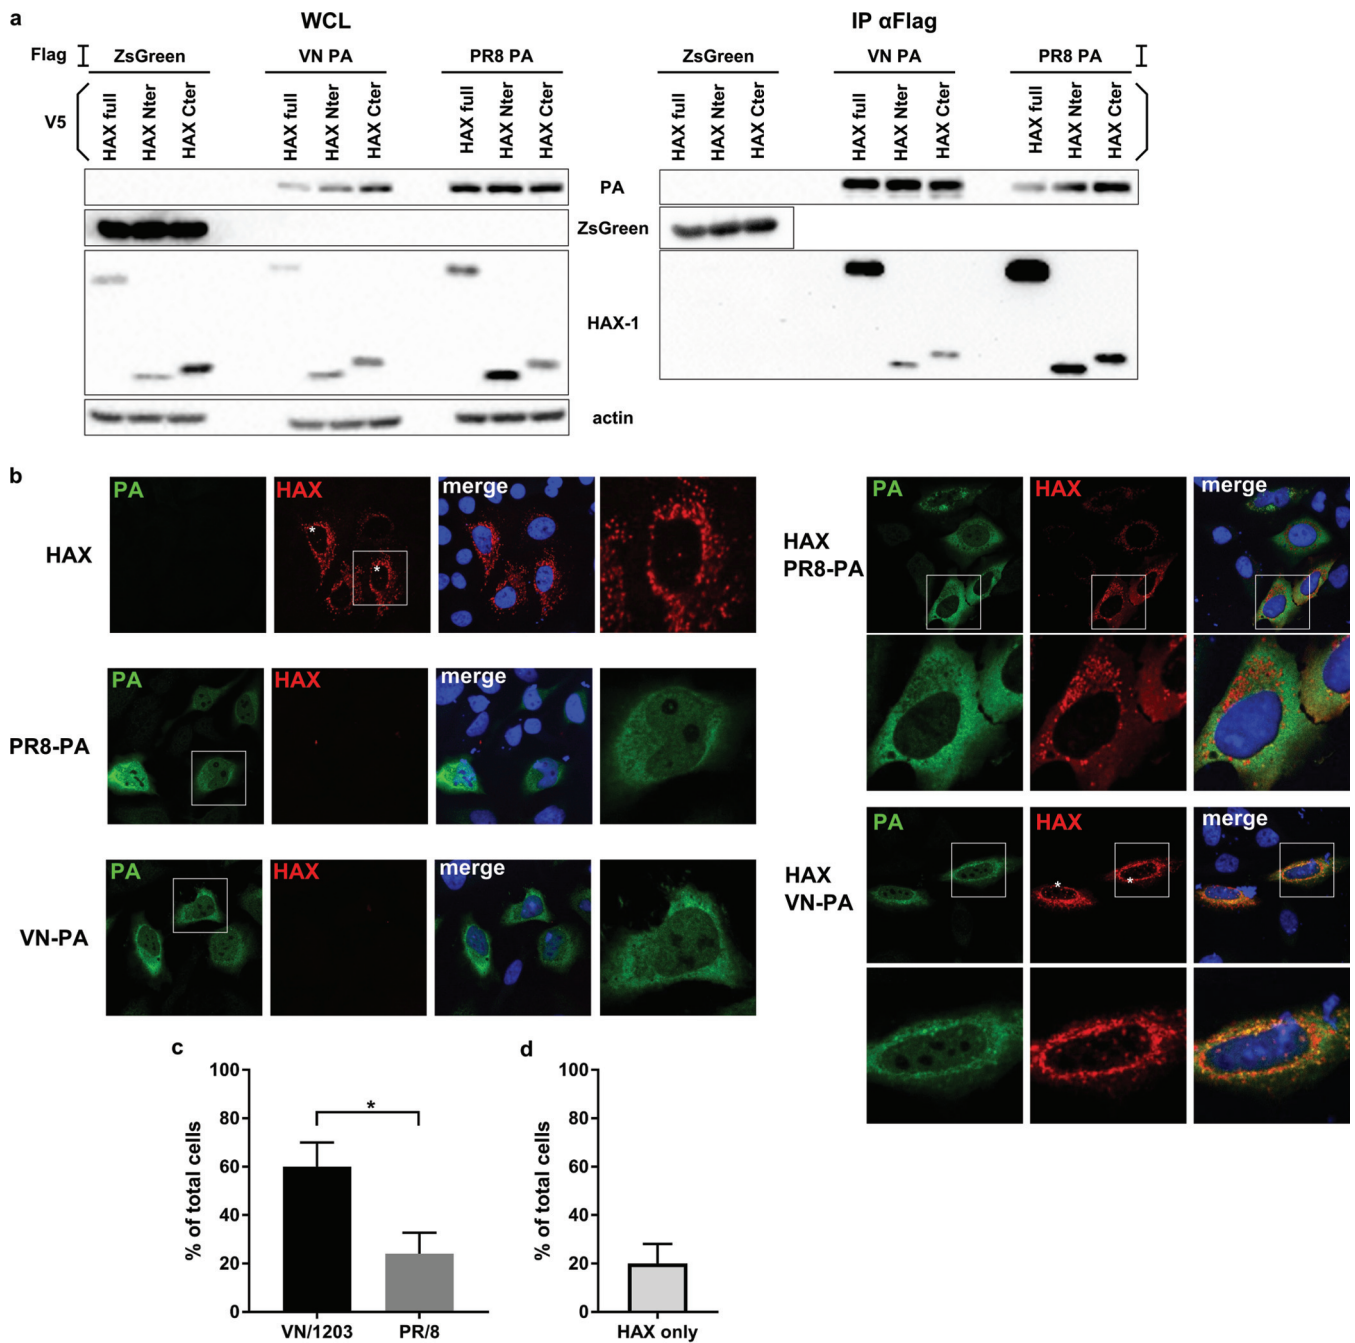 a
WCL
IP αFlag
Flag
ZsGreen
VN PA
PR8 PA
ZsGreen
VN PA
PR8 PA
V5
HAX full
HAX Nter
HAX Cter
HAX full
HAX Nter
HAX Cter
HAX full
HAX Nter
HAX Cter
HAX full
HAX Nter
HAX Cter
HAX full
HAX Nter
HAX Cter
HAX full
HAX Nter
HAX Cter
PA
ZsGreen
HAX-1
actin
b
HAX
PA
HAX
*
*
merge
PR8-PA
PA
HAX
merge
VN-PA
PA
HAX
merge
HAX
PR8-PA
PA
HAX
merge
HAX
VN-PA
PA
HAX
*
*
merge
c
% of total cells
100
80
60
40
20
0
*
VN/1203
PR/8
d
% of total cells
100
80
60
40
20
0
HAX only